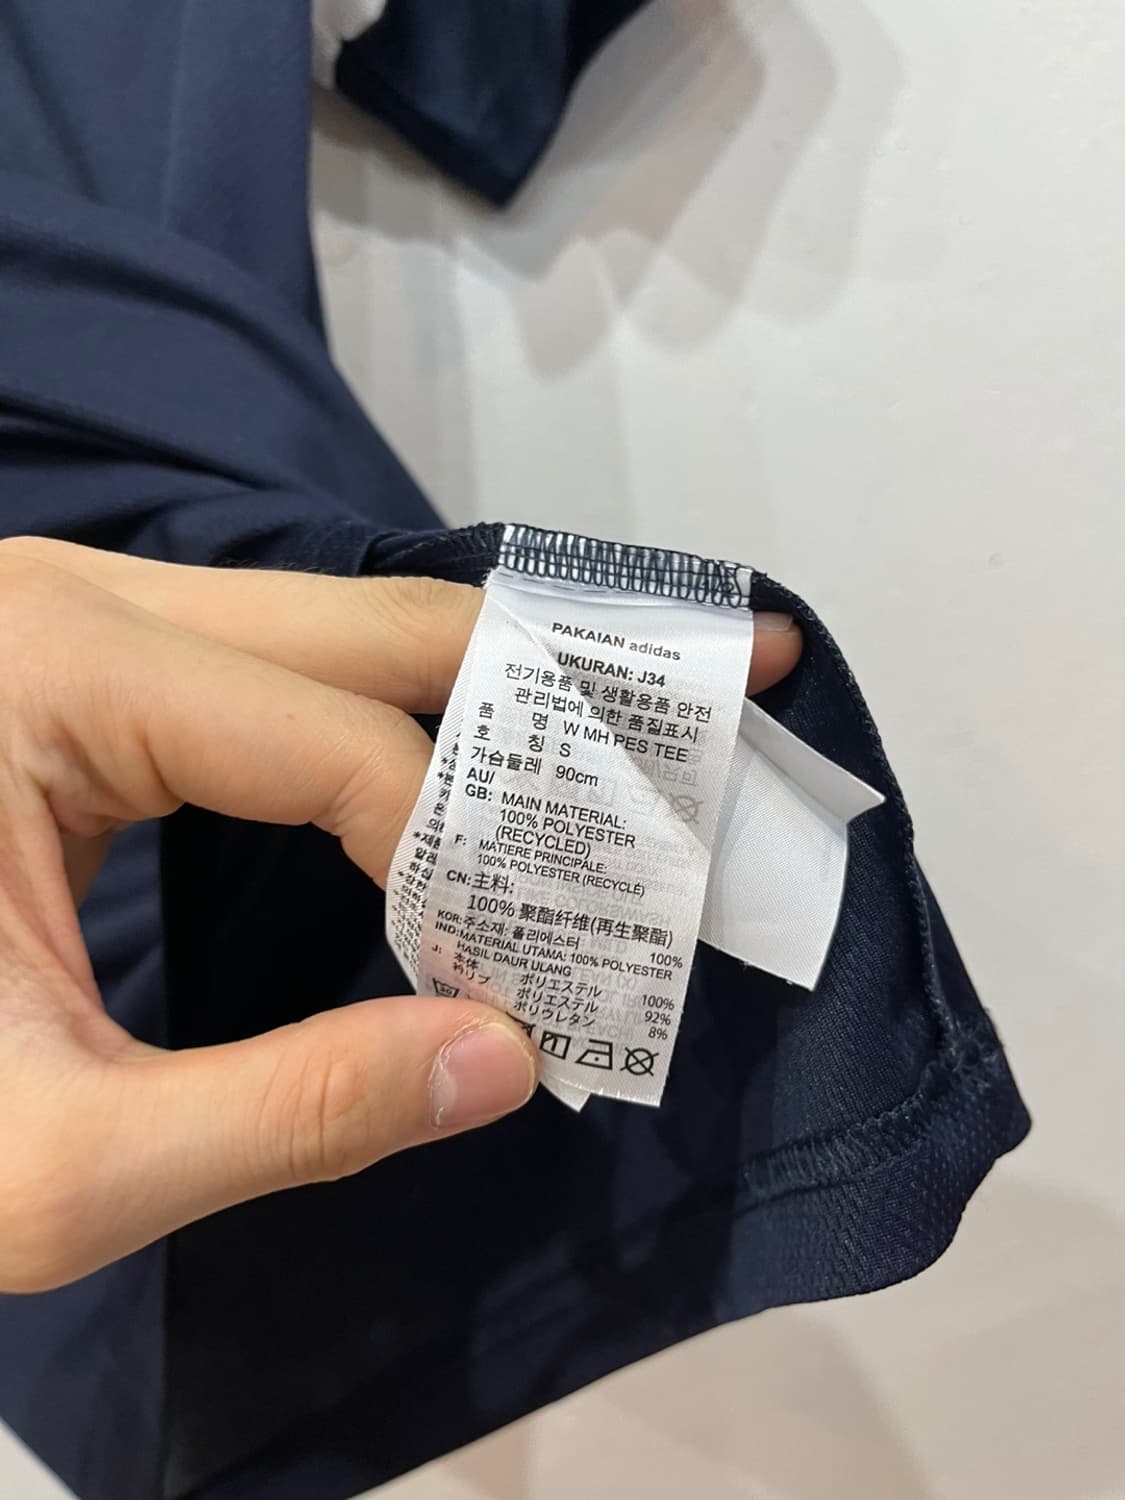 PAKAIAN adidas
UKURAN: J34
전기용품 및 생활용품 안전
관리법에 의한 품질표시
품 명 W MH PES TEE
호 칭 S
가슴둘레 90cm
AU/
GB: MAIN MATERIAL:
100% POLYESTER
(RECYCLED)
F: MATIERE PRINCIPALE:
100% POLYESTER (RECYCLÉ)
CN: 主料:
100% 聚酯纤维(再生聚酯)
KOR: 주소재: 폴리에스터 100%
IND: MATERIAL UTAMA: 100% POLYESTER
HASIL DAUR ULANG
J: 本体 ポリエステル 100%
衿リブ ポリエステル 92%
ポリウレタン 8%